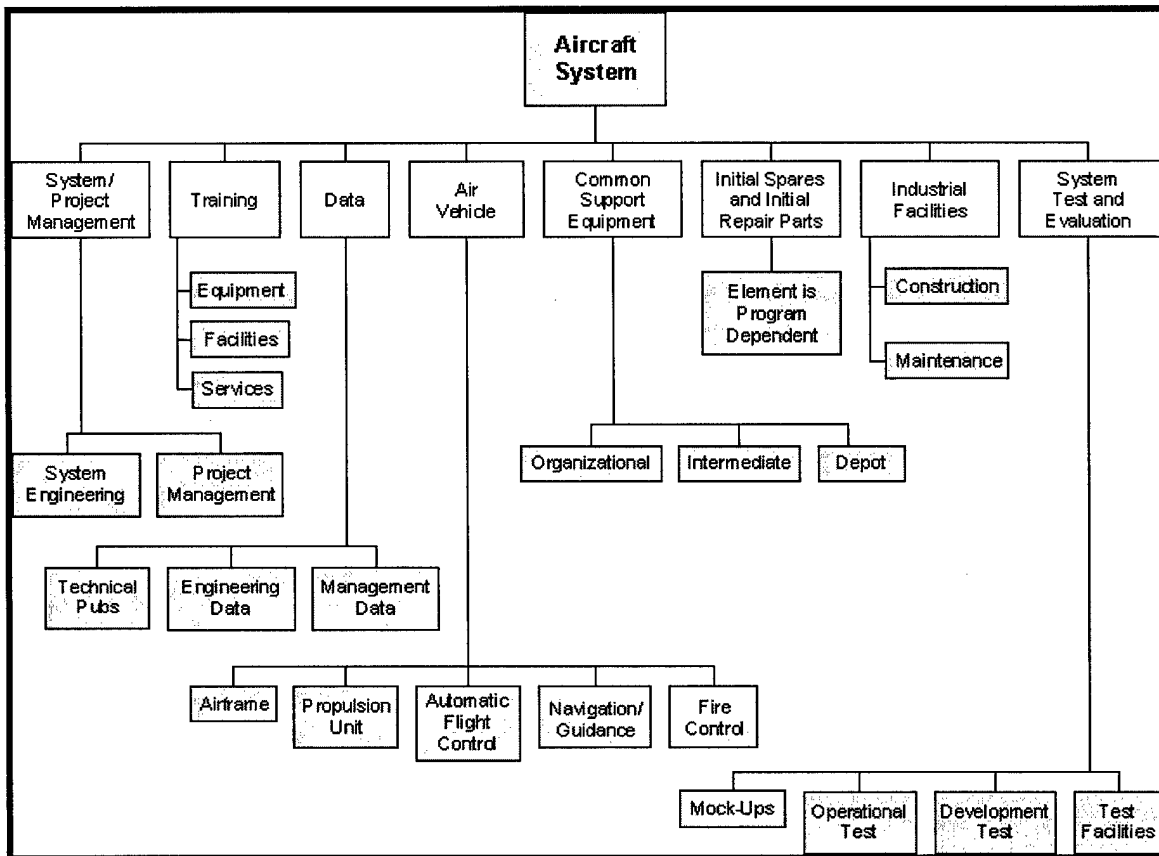 Aircraft
System
System/
Project
Management
Training
Data
Air
Vehicle
Common
Support
Equipment
Initial Spares
and Initial
Repair Parts
Industrial
Facilities
System
Test and
Evaluation
Equipment
Facilities
Services
Element is
Program
Dependent
Construction
Maintenance
System
Engineering
Project
Management
Organizational
Intermediate
Depot
Technical
Pubs
Engineering
Data
Management
Data
Airframe
Propulsion
Unit
Automatic
Flight
Control
Navigation/
Guidance
Fire
Control
Mock-Ups
Operational
Test
Development
Test
Test
Facilities